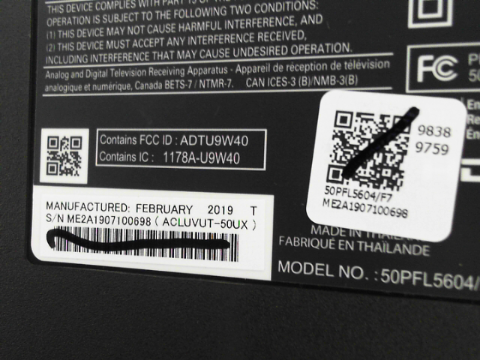 THIS DEVICE COMPLIES WITH PART 15 OF THE FCC
OPERATION IS SUBJECT TO THE FOLLOWING TWO CONDITIONS:
(1) THIS DEVICE MAY NOT CAUSE HARMFUL INTERFERENCE, AND
(2) THIS DEVICE MUST ACCEPT ANY INTERFERENCE RECEIVED,
INCLUDING INTERFERENCE THAT MAY CAUSE UNDESIRED OPERATION.
Analog and Digital Television Receiving Apparatus - Appareil de réception de télévision
analogique et numérique, Canada BETS-7 / NTMR-7. CAN ICES-3 (B)/NMB-3(B)
FC
Contains FCC ID : ADTU9W40
Contains IC : 1178A-U9W40
9838
9759
50PFL5604/F7
ME2A1907100698
MANUFACTURED: FEBRUARY 2019 T
S/N ME2A1907100698 ( ACLUVUT-50UX )
MADE IN THAILAND
FABRIQUÉ EN THAÏLANDE
MODEL NO. : 50PFL5604/